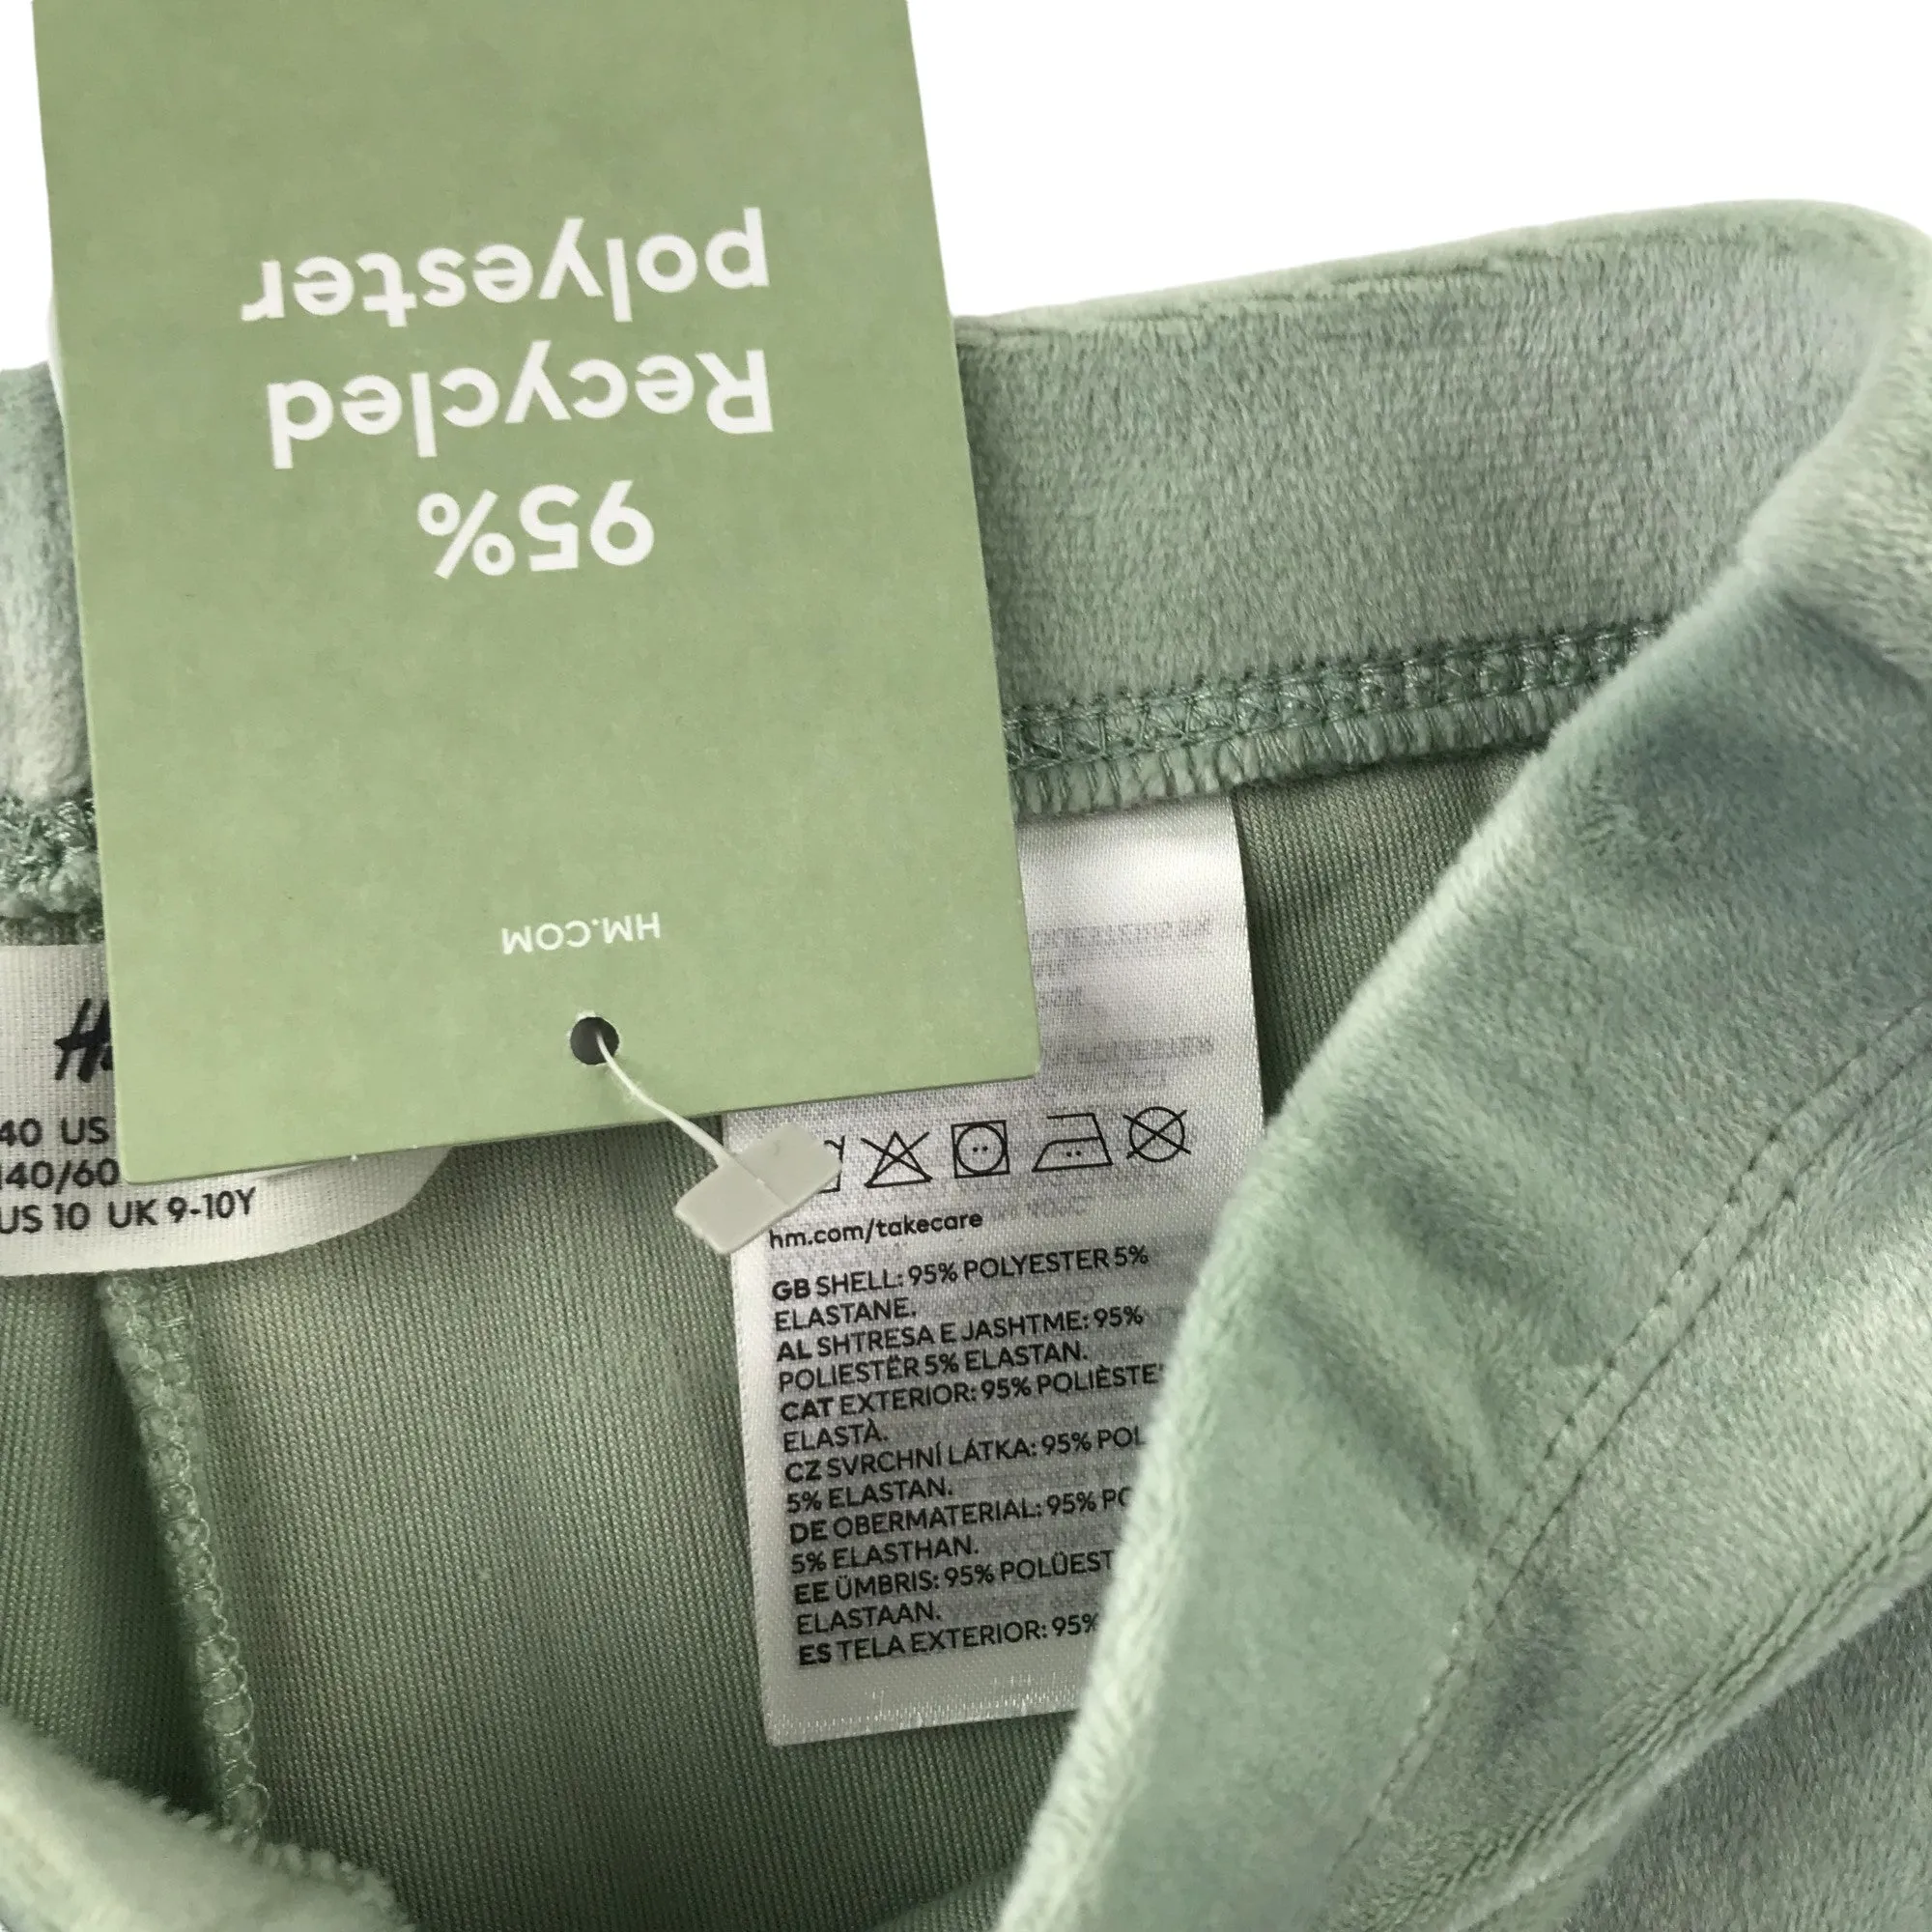 95%
Recycled
polyester
HM.COM
40 US
140/60
US 10 UK 9-10Y
hm.com/takecare
GB SHELL: 95% POLYESTER 5%
ELASTANE.
AL SHTRESA E JASHTME: 95%
POLIESTËR 5% ELASTAN.
CAT EXTERIOR: 95% POLIÈSTE
ELASTÀ.
CZ SVRCHNÍ LÁTKA: 95% POL
5% ELASTAN.
DE OBERMATERIAL: 95% PO
5% ELASTHAN.
EE ÜMBRIS: 95% POLÜEST
ELASTAAN.
ES TELA EXTERIOR: 95%